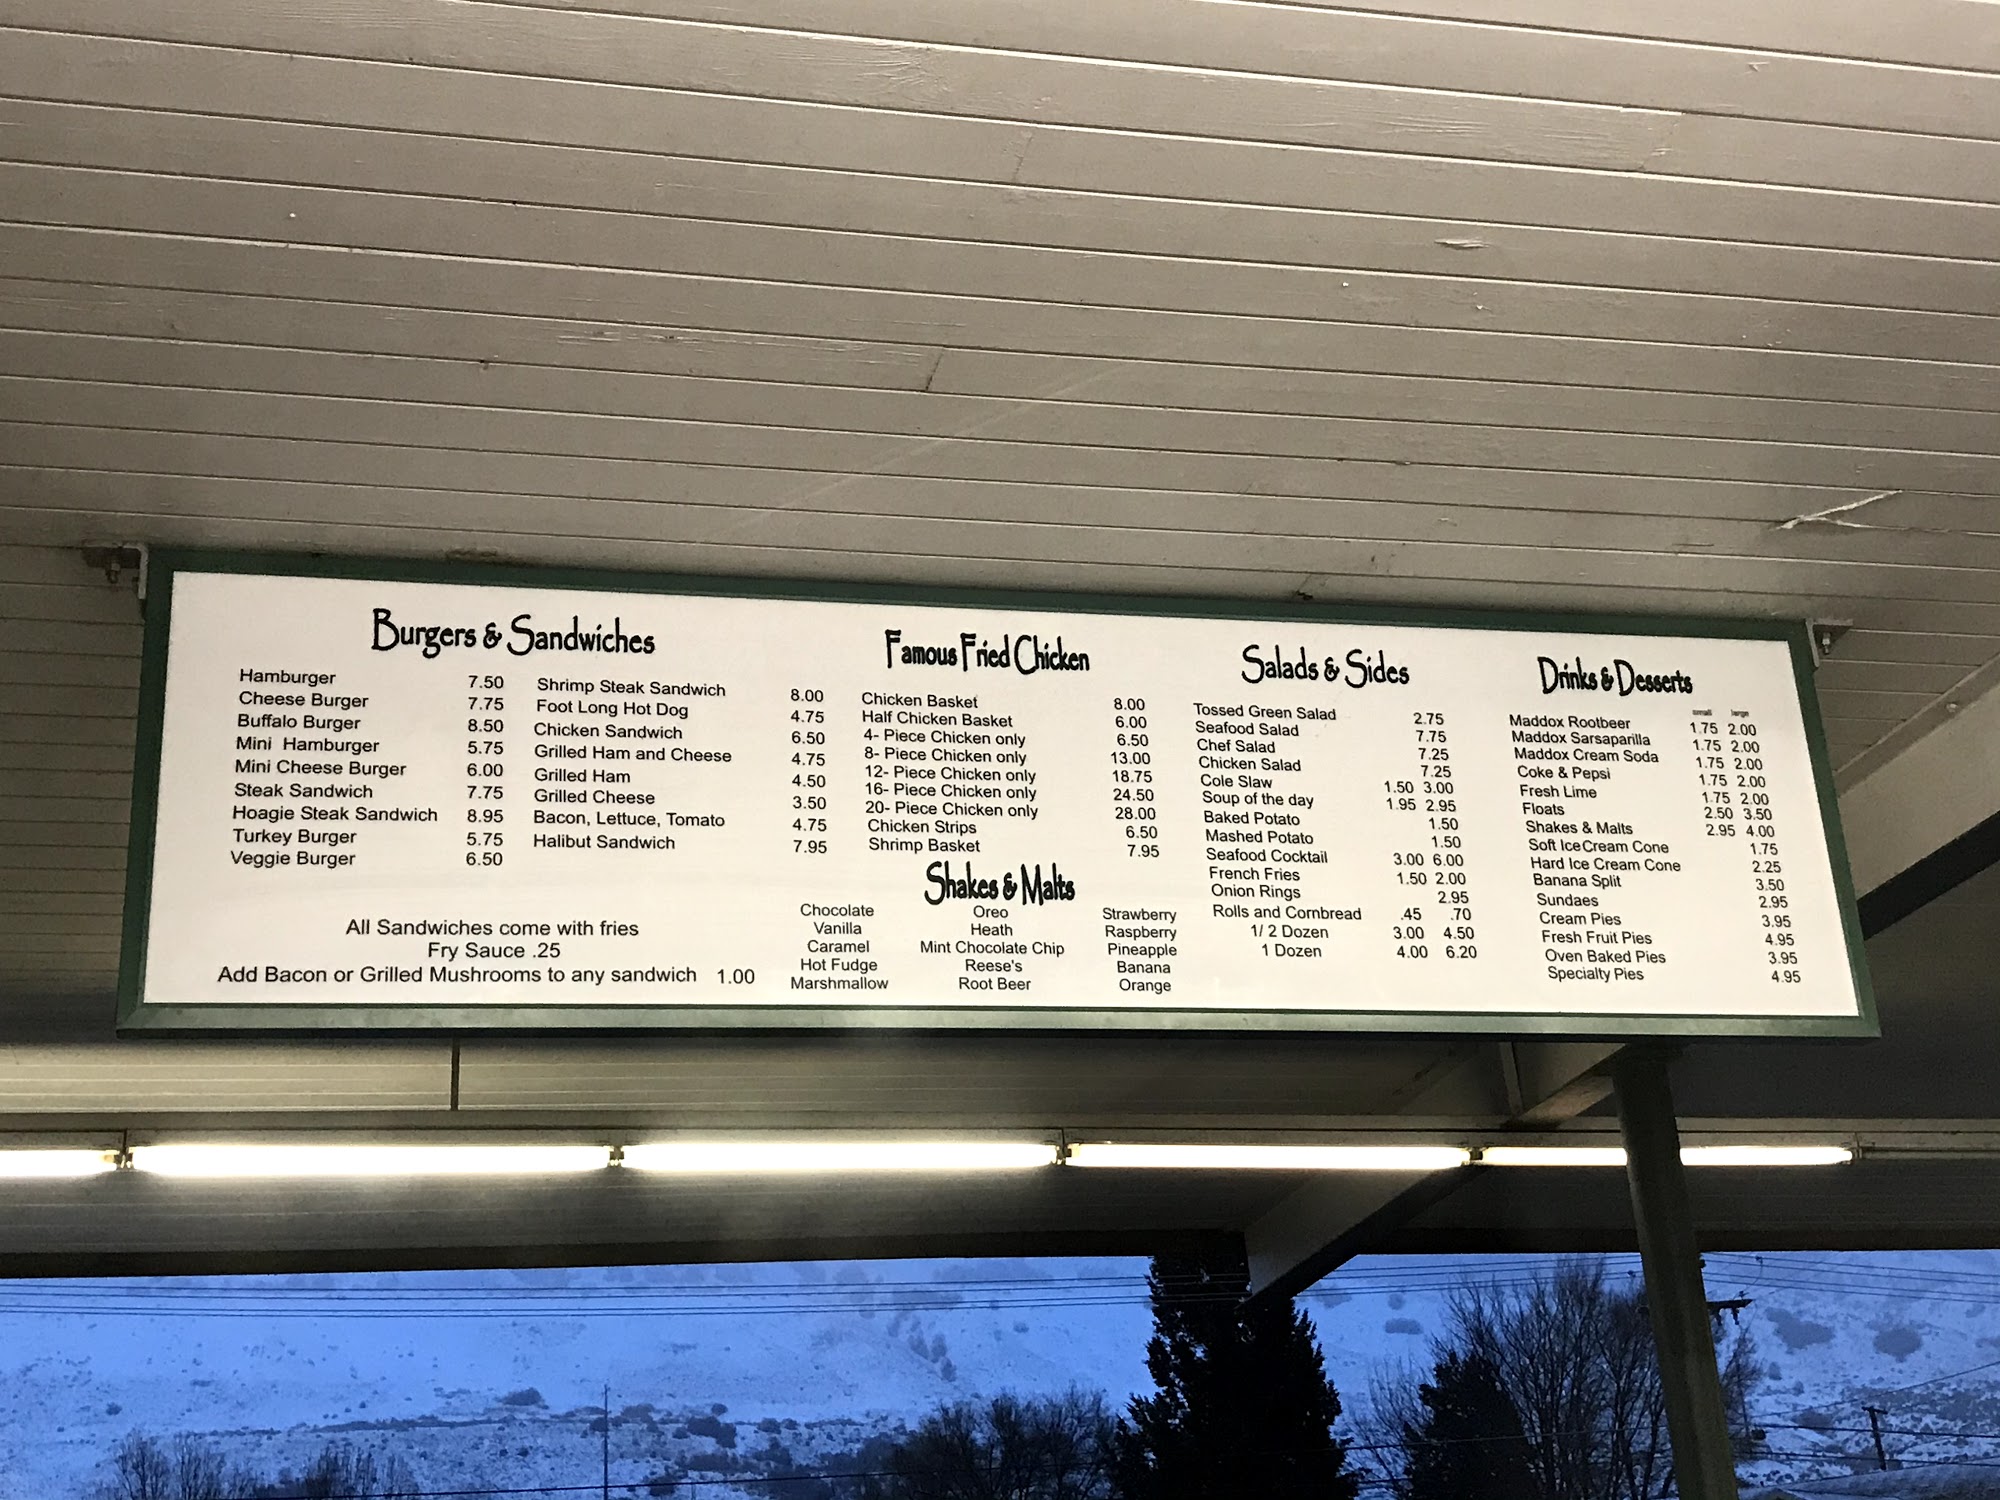 Burgers & Sandwiches
Hamburger 7.50
Cheese Burger 7.75
Buffalo Burger 8.50
Mini Hamburger 5.75
Mini Cheese Burger 6.00
Steak Sandwich 7.75
Hoagie Steak Sandwich 8.95
Turkey Burger 5.75
Veggie Burger 6.50
Shrimp Steak Sandwich 8.00
Foot Long Hot Dog 4.75
Chicken Sandwich 6.50
Grilled Ham and Cheese 4.75
Grilled Ham 4.50
Grilled Cheese 3.50
Bacon, Lettuce, Tomato 4.75
Halibut Sandwich 7.95
All Sandwiches come with fries
Fry Sauce .25
Add Bacon or Grilled Mushrooms to any sandwich 1.00
Famous Fried Chicken
Chicken Basket 8.00
Half Chicken Basket 6.00
4- Piece Chicken only 6.50
8- Piece Chicken only 13.00
12- Piece Chicken only 18.75
16- Piece Chicken only 24.50
20- Piece Chicken only 28.00
Chicken Strips 6.50
Shrimp Basket 7.95
Shakes & Malts
Chocolate Oreo Strawberry
Vanilla Heath Raspberry
Caramel Mint Chocolate Chip Pineapple
Hot Fudge Reese's Banana
Marshmallow Root Beer Orange
Salads & Sides
Tossed Green Salad 2.75
Seafood Salad 7.75
Chef Salad 7.25
Chicken Salad 7.25
Cole Slaw 1.50 3.00
Soup of the day 1.95 2.95
Baked Potato 1.50
Mashed Potato 1.50
Seafood Cocktail 3.00 6.00
French Fries 1.50 2.00
Onion Rings 2.95
Rolls and Cornbread .45 .70
1/ 2 Dozen 3.00 4.50
1 Dozen 4.00 6.20
Drinks & Desserts
small large
Maddox Rootbeer 1.75 2.00
Maddox Sarsaparilla 1.75 2.00
Maddox Cream Soda 1.75 2.00
Coke & Pepsi 1.75 2.00
Fresh Lime 1.75 2.00
Floats 2.50 3.50
Shakes & Malts 2.95 4.00
Soft IceCream Cone 1.75
Hard Ice Cream Cone 2.25
Banana Split 3.50
Sundaes 2.95
Cream Pies 3.95
Fresh Fruit Pies 4.95
Oven Baked Pies 3.95
Specialty Pies 4.95